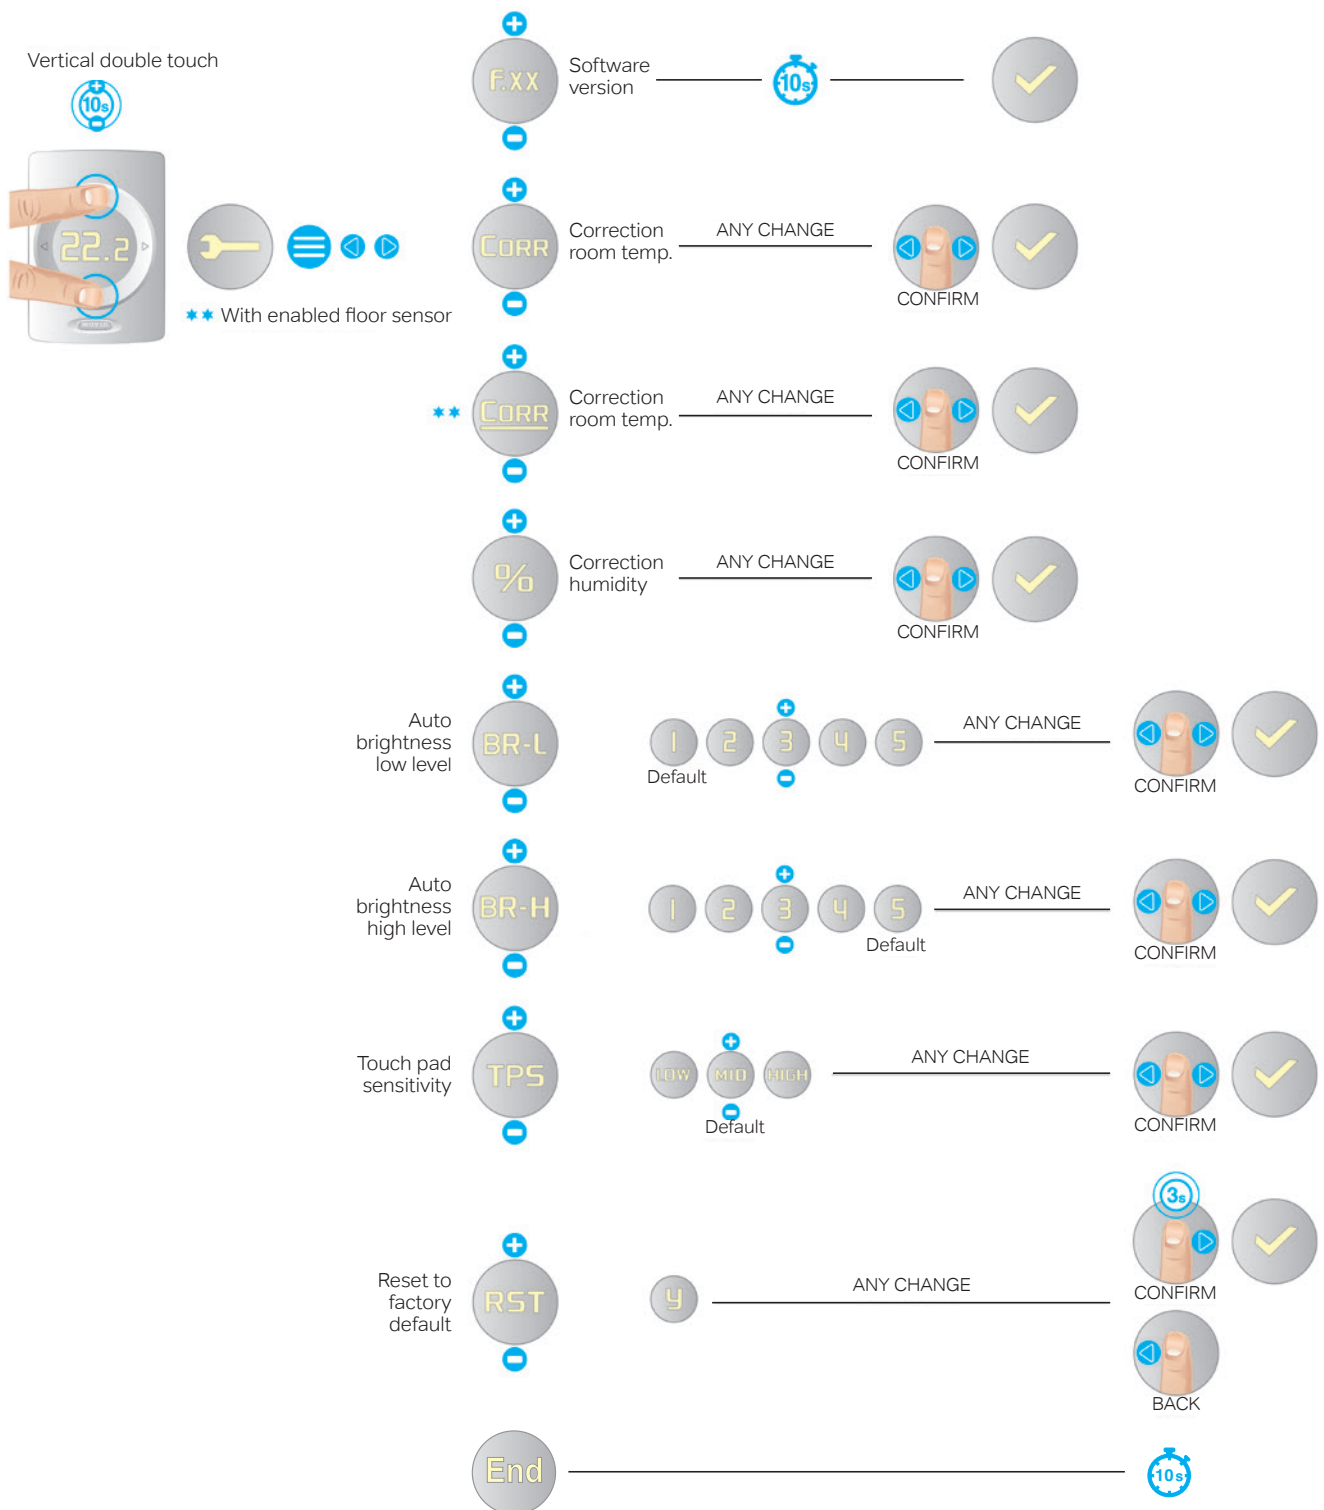 Vertical double touch
10s
22.2
** With enabled floor sensor
F.XX
Software
version
10s
CORR
Correction
room temp.
ANY CHANGE
CONFIRM
**
CORR
Correction
room temp.
ANY CHANGE
CONFIRM
%
Correction
humidity
ANY CHANGE
CONFIRM
Auto
brightness
low level
BR-L
1 2 3 4 5
Default
ANY CHANGE
CONFIRM
Auto
brightness
high level
BR-H
1 2 3 4 5
Default
ANY CHANGE
CONFIRM
Touch pad
sensitivity
TPS
LOW MID HIGH
Default
ANY CHANGE
CONFIRM
3s
Reset to
factory
default
RST
y
ANY CHANGE
CONFIRM
BACK
End
10s